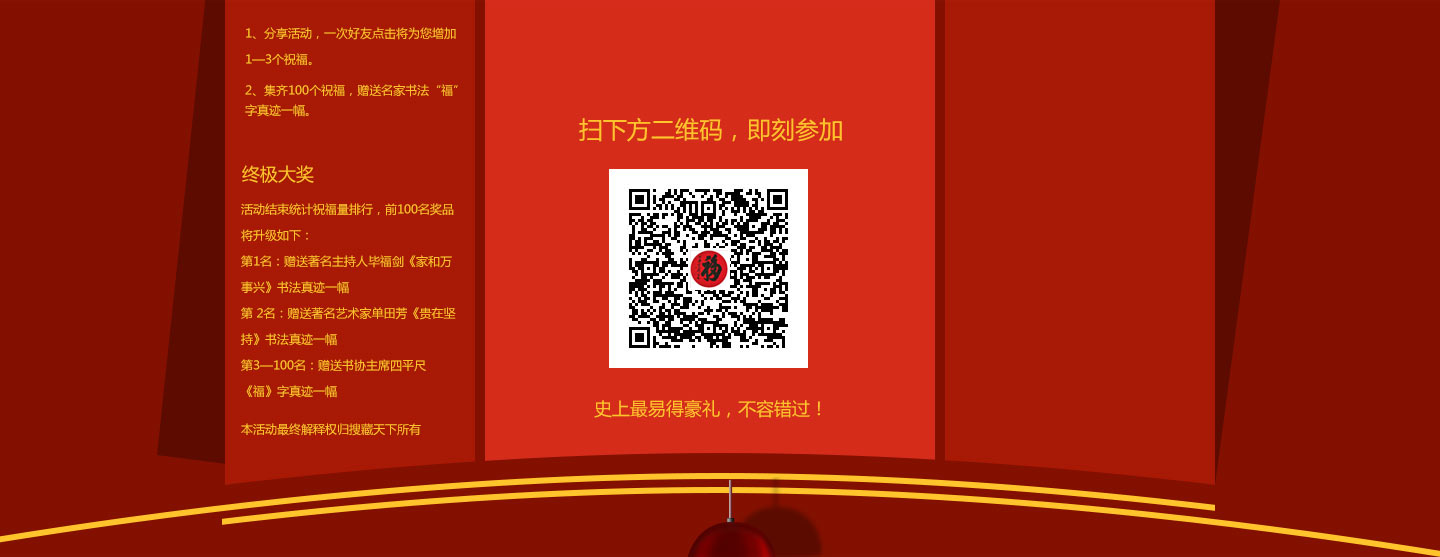 1、分享活动，一次好友点击将为您增加
1—3个祝福。
2、集齐100个祝福，赠送名家书法“福”
字真迹一幅。
终极大奖
活动结束统计祝福量排行，前100名奖品
将升级如下：
第1名：赠送著名主持人毕福剑《家和万
事兴》书法真迹一幅
第 2名：赠送著名艺术家单田芳《贵在坚
持》书法真迹一幅
第3—100名：赠送书协主席四平尺
《福》字真迹一幅
本活动最终解释权归搜藏天下所有
扫下方二维码，即刻参加
福
史上最易得豪礼，不容错过！